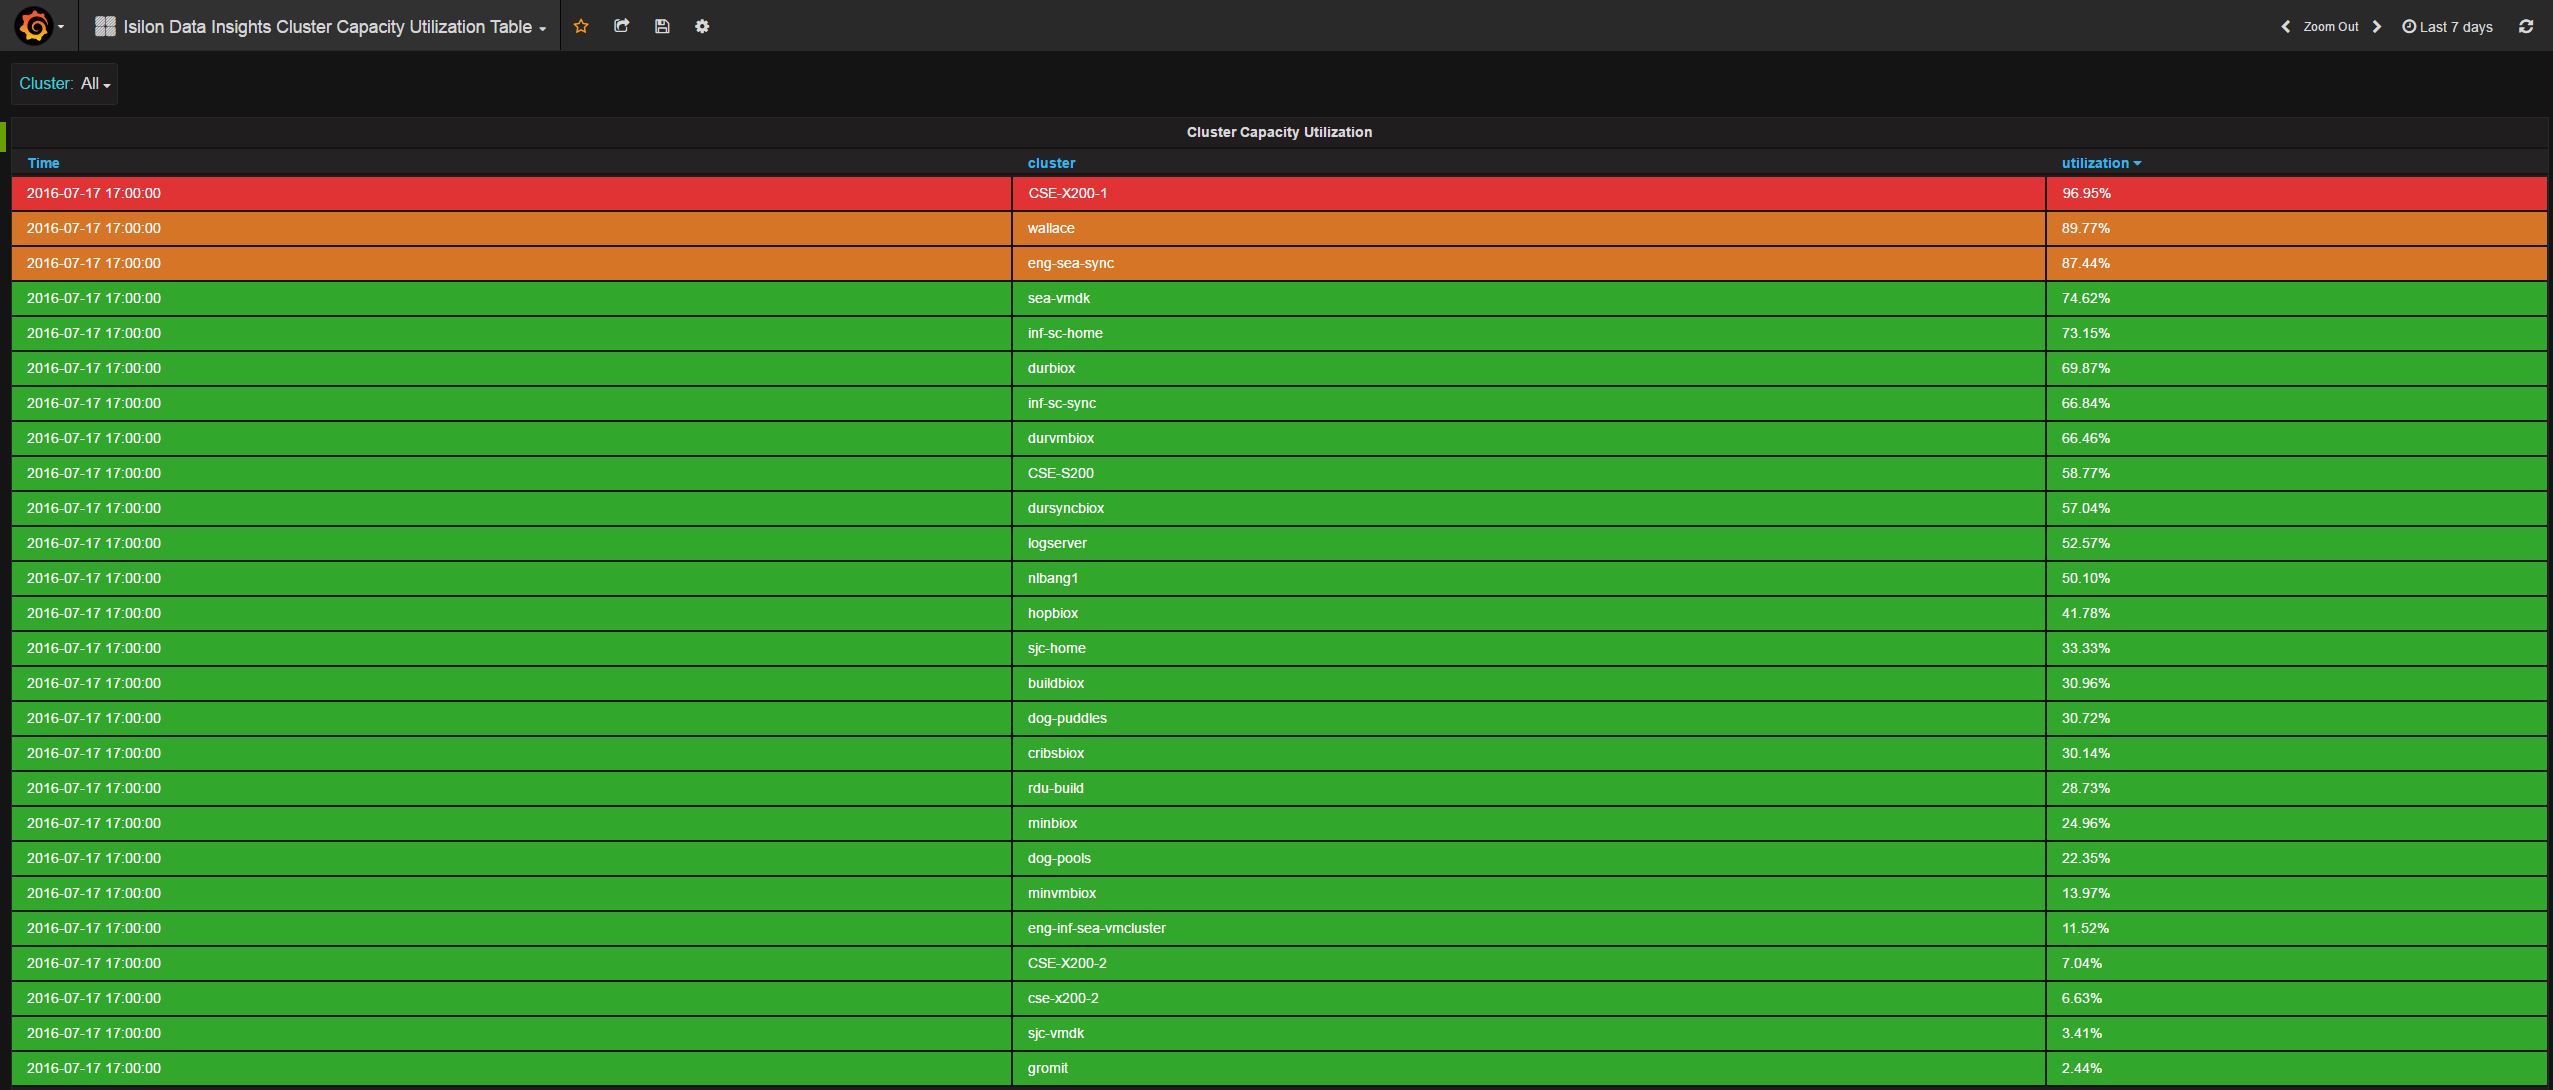 Isilon Data Insights Cluster Capacity Utilization Table Zoom Out Last 7 days
Cluster: All
Cluster Capacity Utilization
Time cluster utilization
2016-07-17 17:00:00 CSE-X200-1 96.95%
2016-07-17 17:00:00 wallace 89.77%
2016-07-17 17:00:00 eng-sea-sync 87.44%
2016-07-17 17:00:00 sea-vmdk 74.62%
2016-07-17 17:00:00 inf-sc-home 73.15%
2016-07-17 17:00:00 durbiox 69.87%
2016-07-17 17:00:00 inf-sc-sync 66.84%
2016-07-17 17:00:00 durvmbiox 66.46%
2016-07-17 17:00:00 CSE-S200 58.77%
2016-07-17 17:00:00 dursyncbiox 57.04%
2016-07-17 17:00:00 logserver 52.57%
2016-07-17 17:00:00 nlbang1 50.10%
2016-07-17 17:00:00 hopbiox 41.78%
2016-07-17 17:00:00 sjc-home 33.33%
2016-07-17 17:00:00 buildbiox 30.96%
2016-07-17 17:00:00 dog-puddles 30.72%
2016-07-17 17:00:00 cribsbiox 30.14%
2016-07-17 17:00:00 rdu-build 28.73%
2016-07-17 17:00:00 minbiox 24.96%
2016-07-17 17:00:00 dog-pools 22.35%
2016-07-17 17:00:00 minvmbiox 13.97%
2016-07-17 17:00:00 eng-inf-sea-vmcluster 11.52%
2016-07-17 17:00:00 CSE-X200-2 7.04%
2016-07-17 17:00:00 cse-x200-2 6.63%
2016-07-17 17:00:00 sjc-vmdk 3.41%
2016-07-17 17:00:00 gromit 2.44%